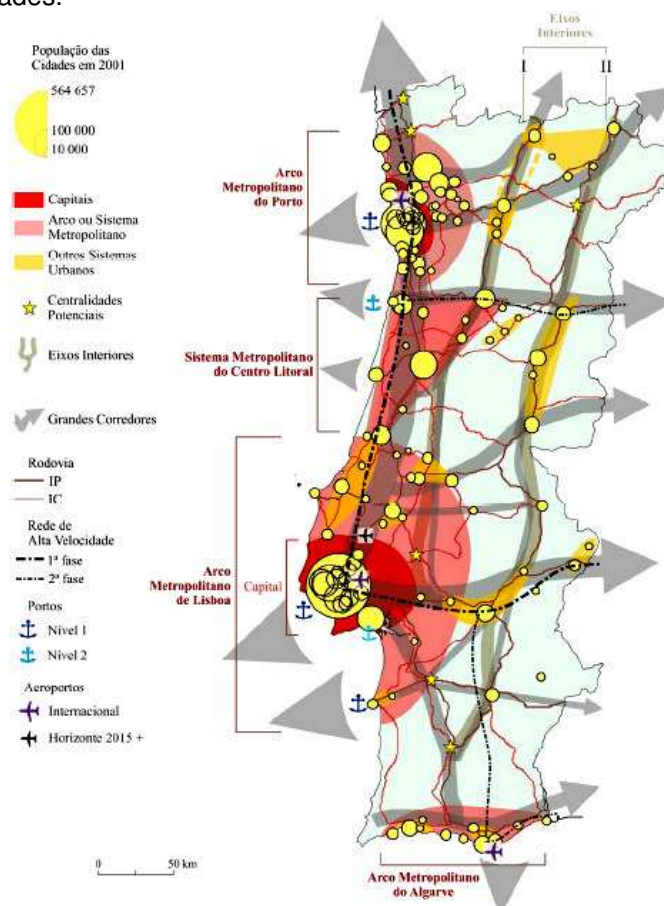 ades.
População das
Cidades em 2001
564 657
100 000
10 000
Capitais
Arco ou Sistema
Metropolitano
Outros Sistemas
Urbanos
Centralidades
Potenciais
Eixos Interiores
Grandes Corredores
Rodovia
IP
IC
Rede de
Alta Velocidade
1ª fase
2ª fase
Portos
Nível 1
Nível 2
Aeroportos
Internacional
Horizonte 2015 +
0 50 km
Eixos
Interiores
I II
Arco
Metropolitano
do Porto
Sistema Metropolitano
do Centro Litoral
Arco
Metropolitano
de Lisboa
Capital
Arco Metropolitano
do Algarve